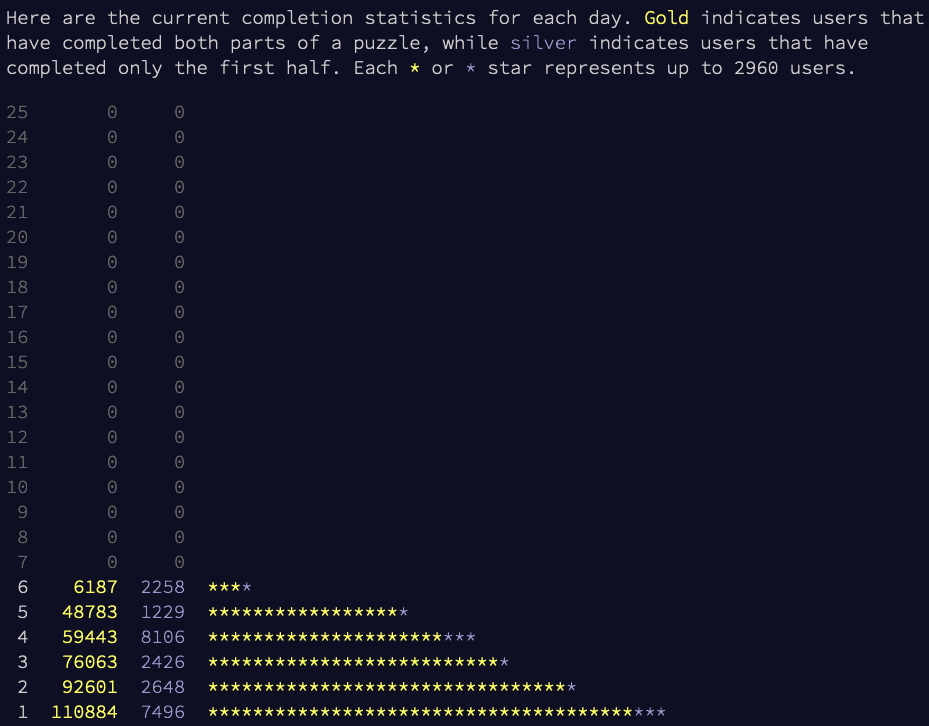 Here are the current completion statistics for each day. Gold indicates users that
have completed both parts of a puzzle, while silver indicates users that have
completed only the first half. Each * or * star represents up to 2960 users.
25 0 0
24 0 0
23 0 0
22 0 0
21 0 0
20 0 0
19 0 0
18 0 0
17 0 0
16 0 0
15 0 0
14 0 0
13 0 0
12 0 0
11 0 0
10 0 0
9 0 0
8 0 0
7 0 0
6 6187 2258 ****
5 48783 1229 ******************
4 59443 8106 ************************
3 76063 2426 ***************************
2 92601 2648 *********************************
1 110884 7496 *****************************************